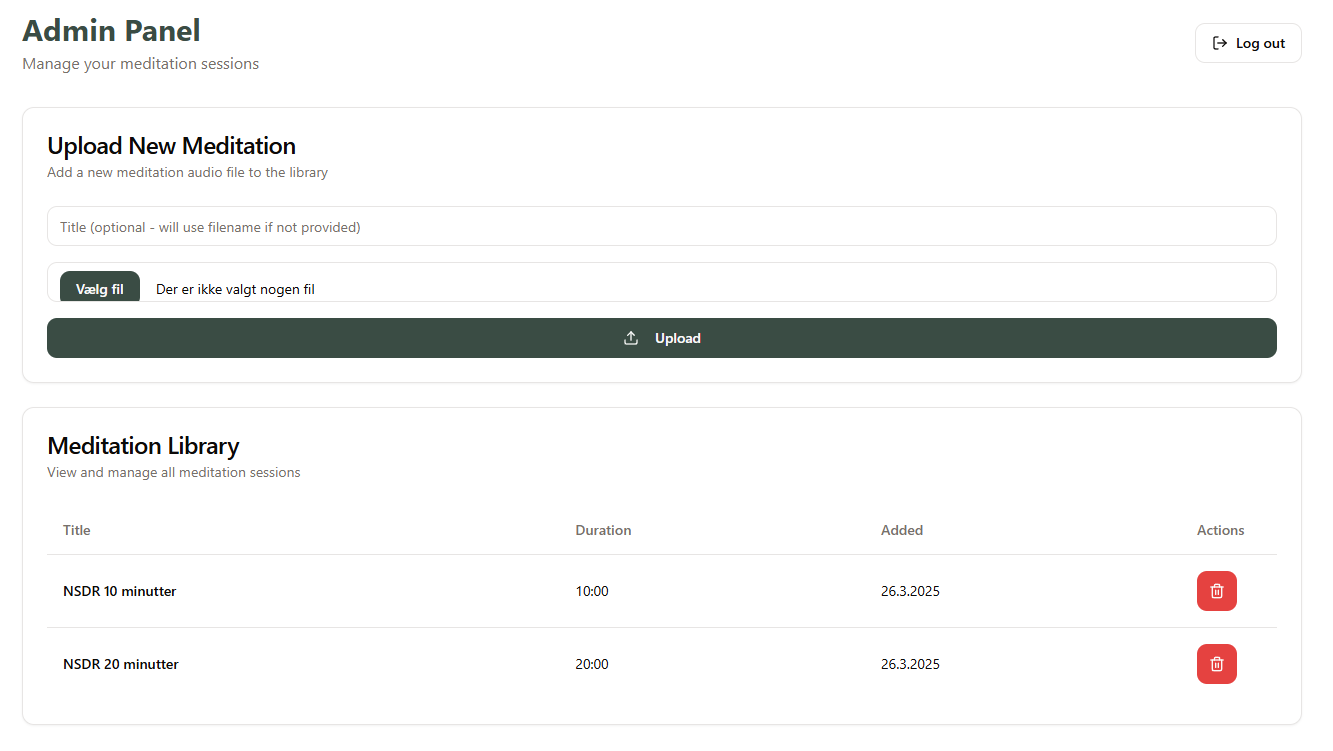 Admin Panel
Manage your meditation sessions
Log out
Upload New Meditation
Add a new meditation audio file to the library
Title (optional - will use filename if not provided)
Vælg fil Der er ikke valgt nogen fil
Upload
Meditation Library
View and manage all meditation sessions
Title Duration Added Actions
NSDR 10 minutter 10:00 26.3.2025
NSDR 20 minutter 20:00 26.3.2025